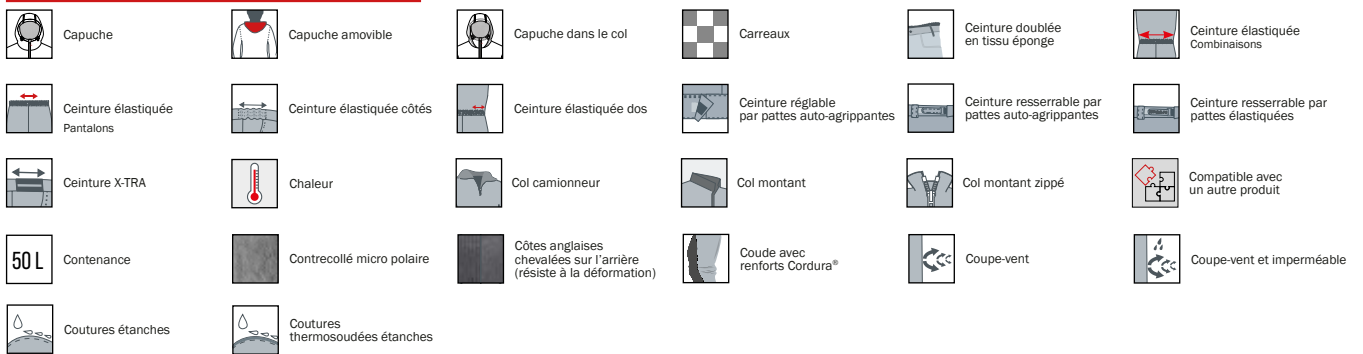 Capuche
Capuche amovible
Capuche dans le col
Carreaux
Ceinture doublée
en tissu éponge
Ceinture élastiquée
Combinaisons
Ceinture élastiquée
Pantalons
Ceinture élastiquée côtés
Ceinture élastiquée dos
Ceinture réglable
par pattes auto-agrippantes
Ceinture resserrable par
pattes auto-agrippantes
Ceinture resserrable par
pattes élastiquées
Ceinture X-TRA
Chaleur
Col camionneur
Col montant
Col montant zippé
Compatible avec
un autre produit
50 L
Contenance
Contrecollé micro polaire
Côtes anglaises
chevalées sur l'arrière
(résiste à la déformation)
Coude avec
renforts Cordura®
Coupe-vent
Coupe-vent et imperméable
Coutures étanches
Coutures
thermosoudées étanches